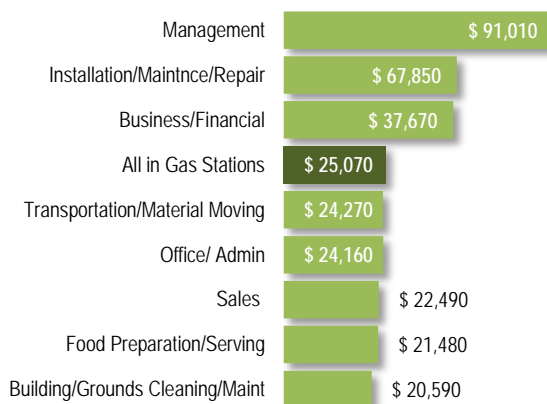 Management $ 91,010
Installation/Maintnce/Repair $ 67,850
Business/Financial $ 37,670
All in Gas Stations $ 25,070
Transportation/Material Moving $ 24,270
Office/ Admin $ 24,160
Sales $ 22,490
Food Preparation/Serving $ 21,480
Building/Grounds Cleaning/Maint $ 20,590